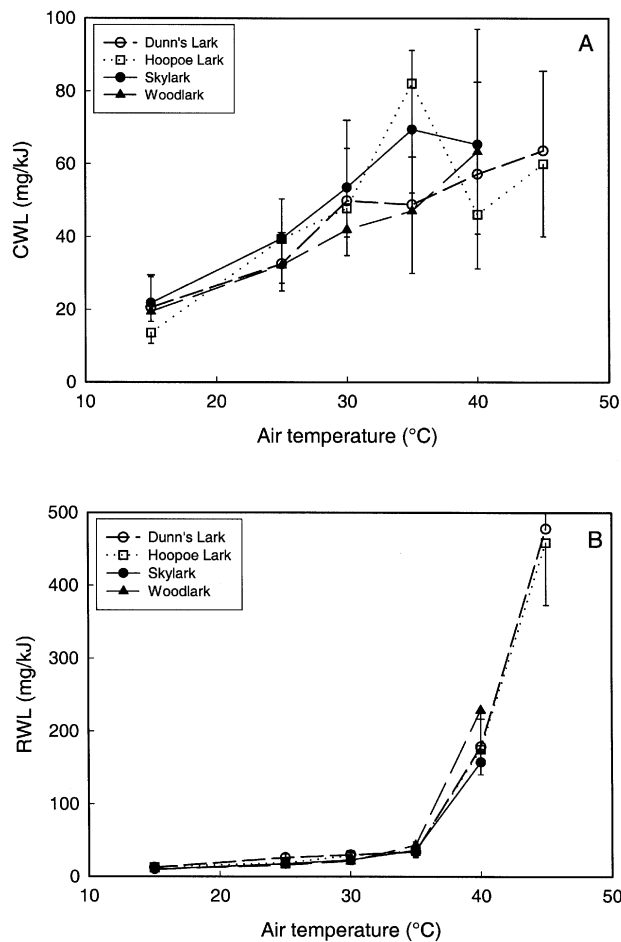 100
80
60
40
20
0
CWL (mg/kJ)
Dunn's Lark
Hoopoe Lark
Skylark
Woodlark
A
10 20 30 40 50
Air temperature (°C)
500
400
300
200
100
0
RWL (mg/kJ)
Dunn's Lark
Hoopoe Lark
Skylark
Woodlark
B
10 20 30 40 50
Air temperature (°C)